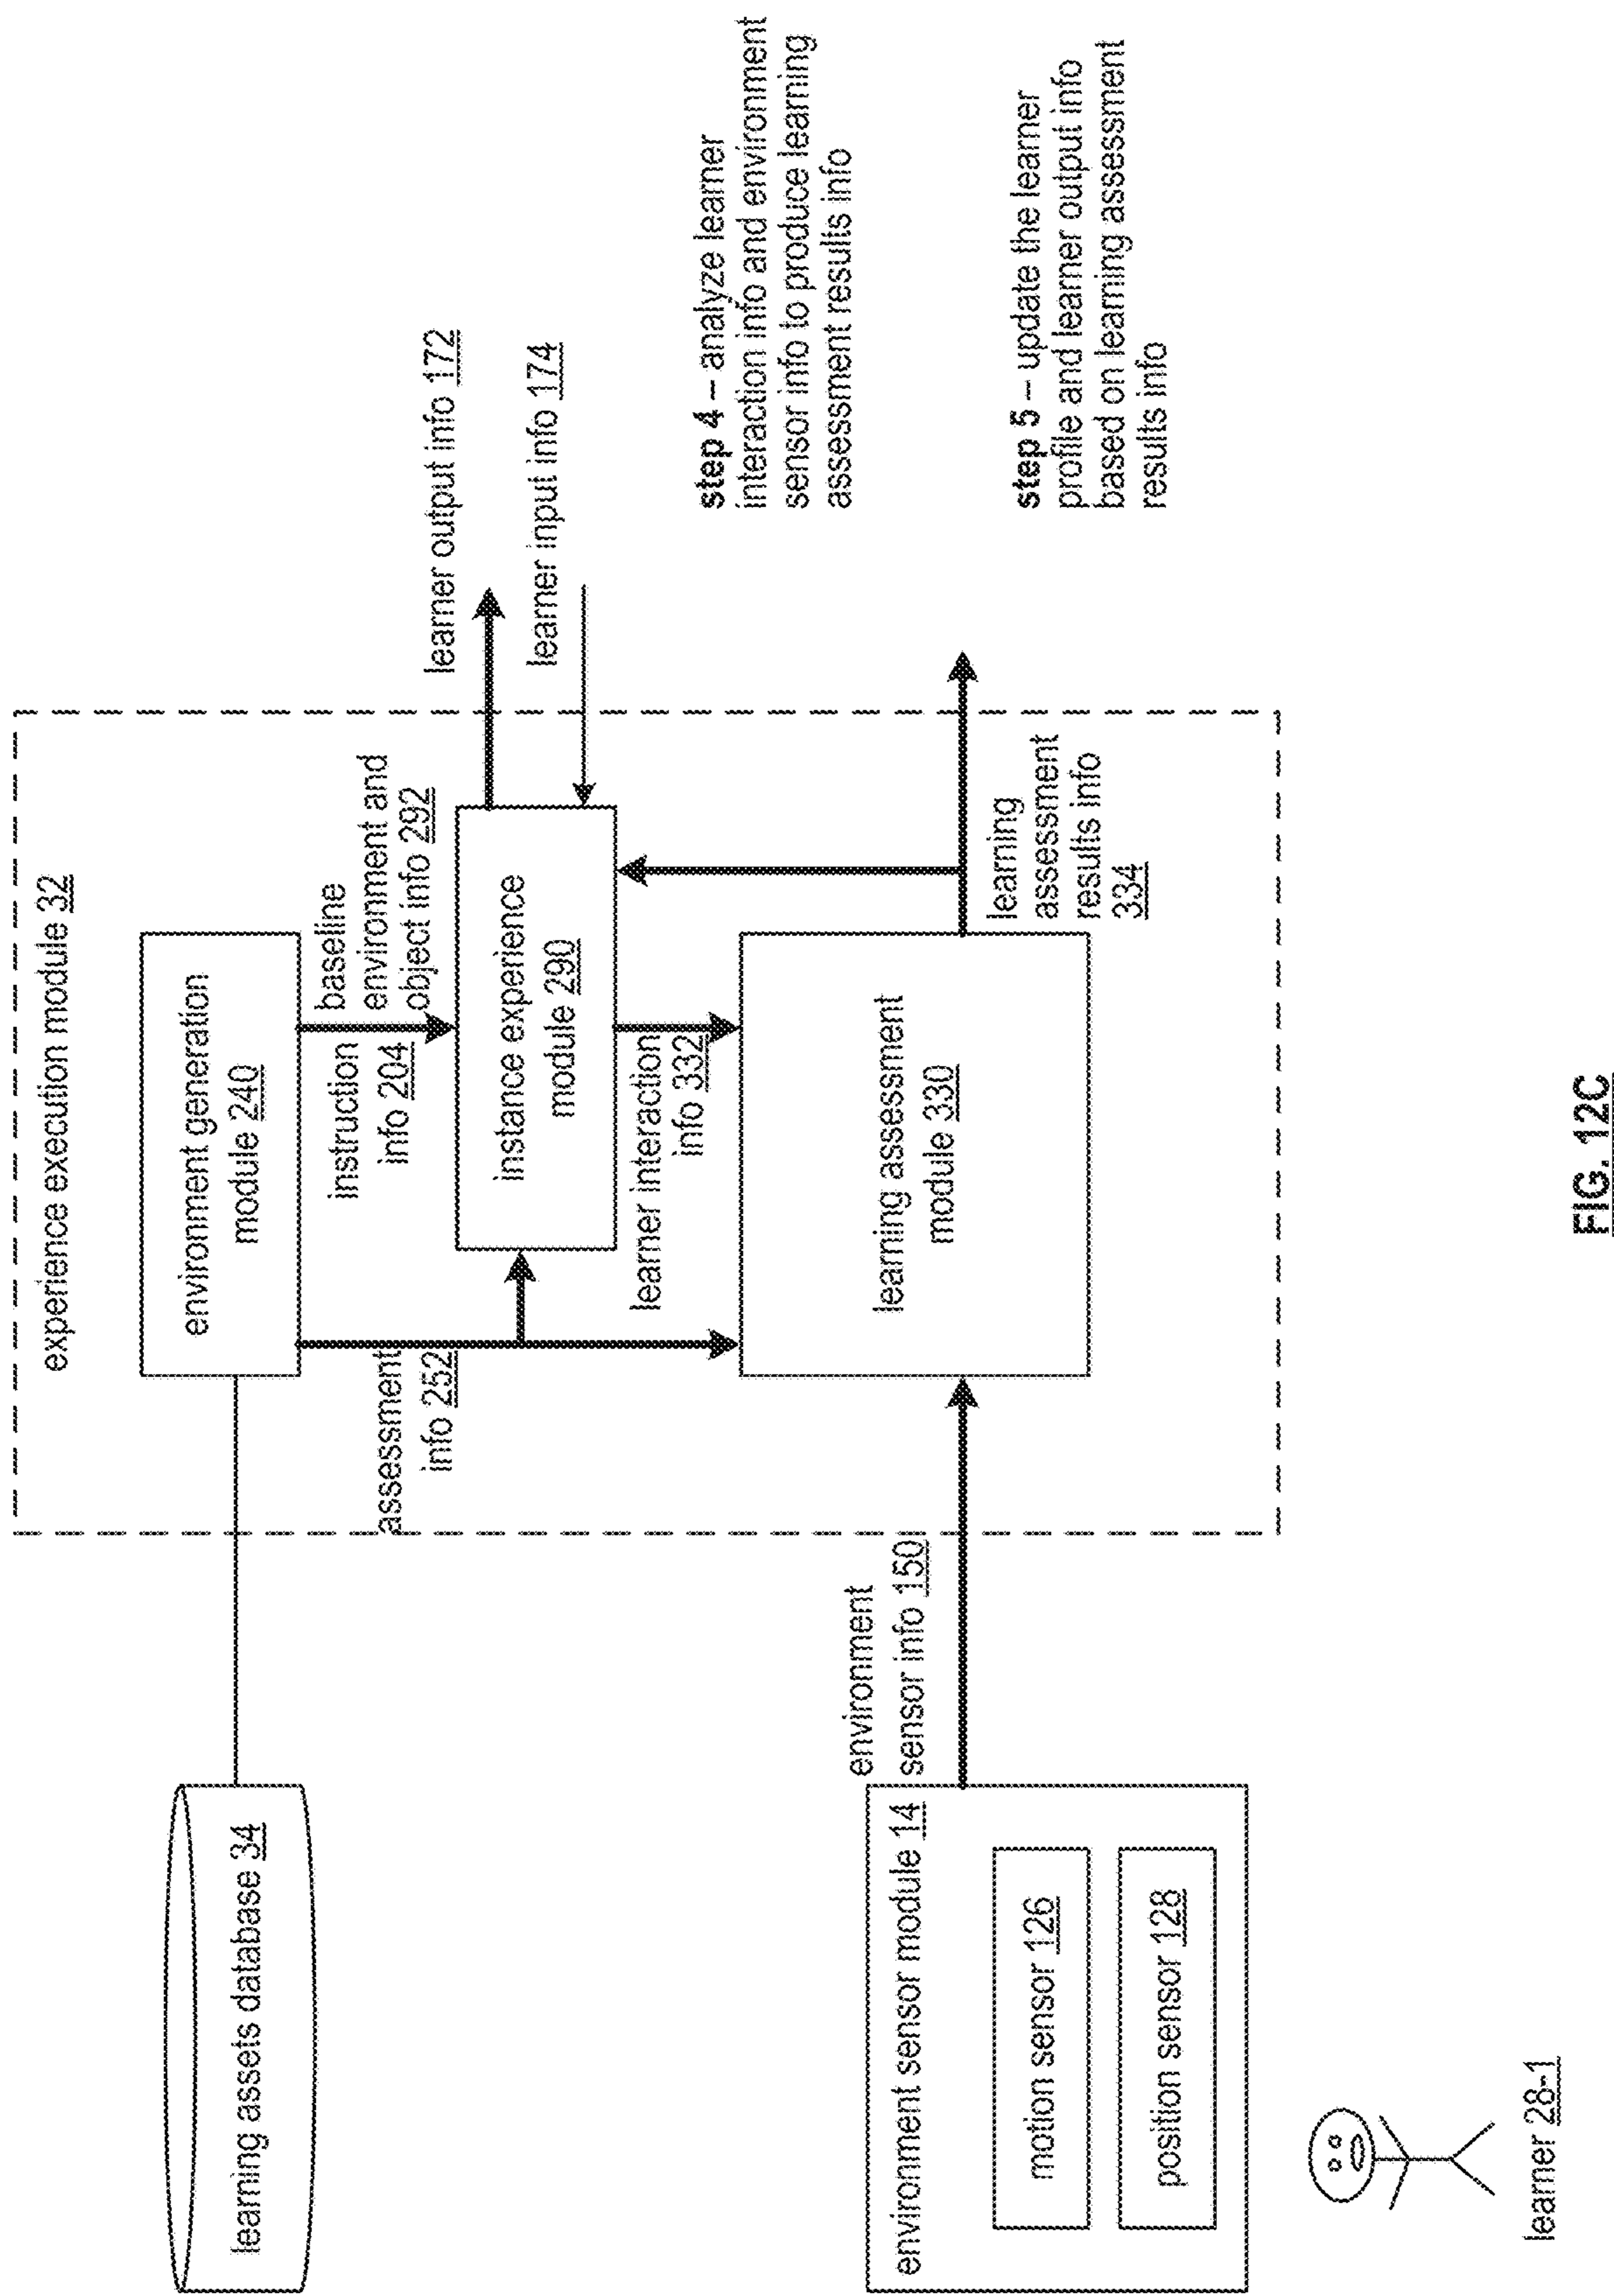 experience execution module 32
learning assets database 34
environment generation
module 240
assessment
info 252
instruction
info 204
baseline
environment and
object info 292
instance experience
module 290
learner output info 172
learner input info 174
learner interaction
info 332
environment sensor module 14
motion sensor 126
position sensor 128
environment
sensor info 150
learning assessment
module 330
learning
assessment
results info
334
step 4 – analyze learner
interaction info and environment
sensor info to produce learning
assessment results info
step 5 – update the learner
profile and learner output info
based on learning assessment
results info
learner 28-1
FIG. 12C